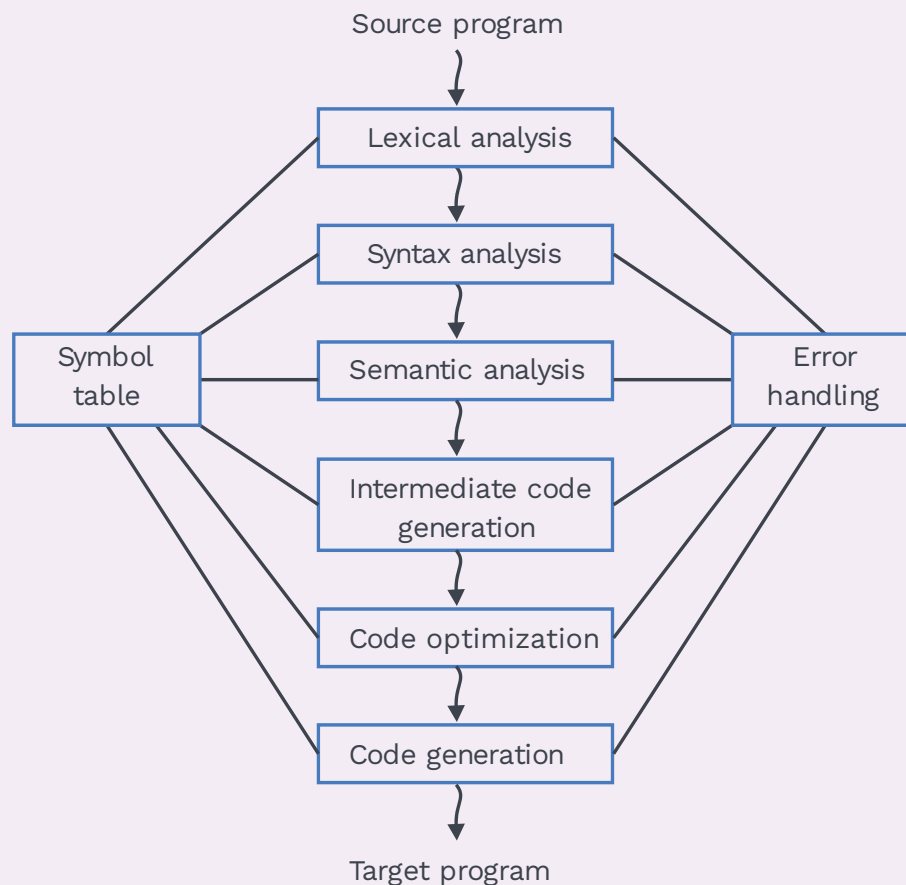 Source program
Lexical analysis
Syntax analysis
Symbol
table
Semantic analysis
Error
handling
Intermediate code
generation
Code optimization
Code generation
Target program